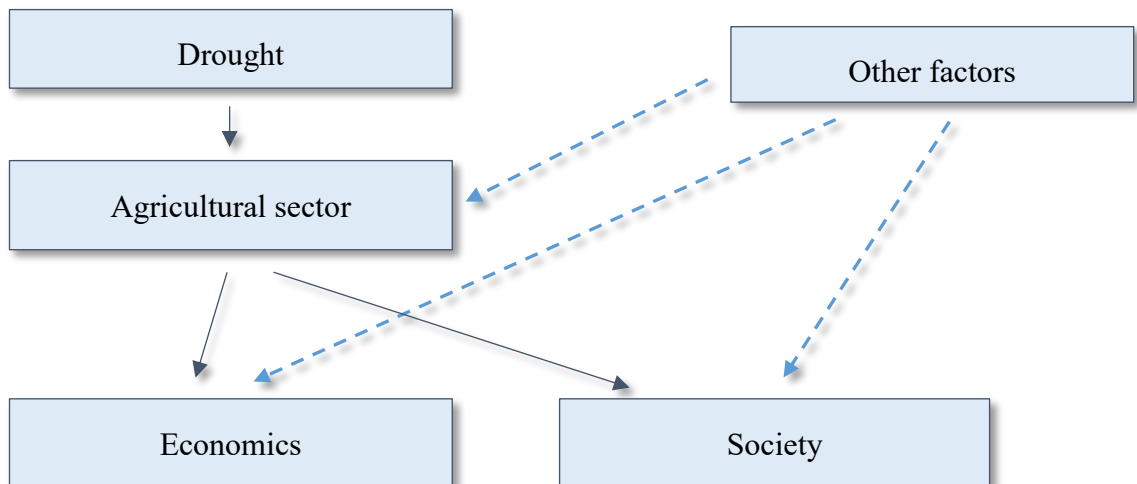 Drought
Other factors
Agricultural sector
Economics
Society